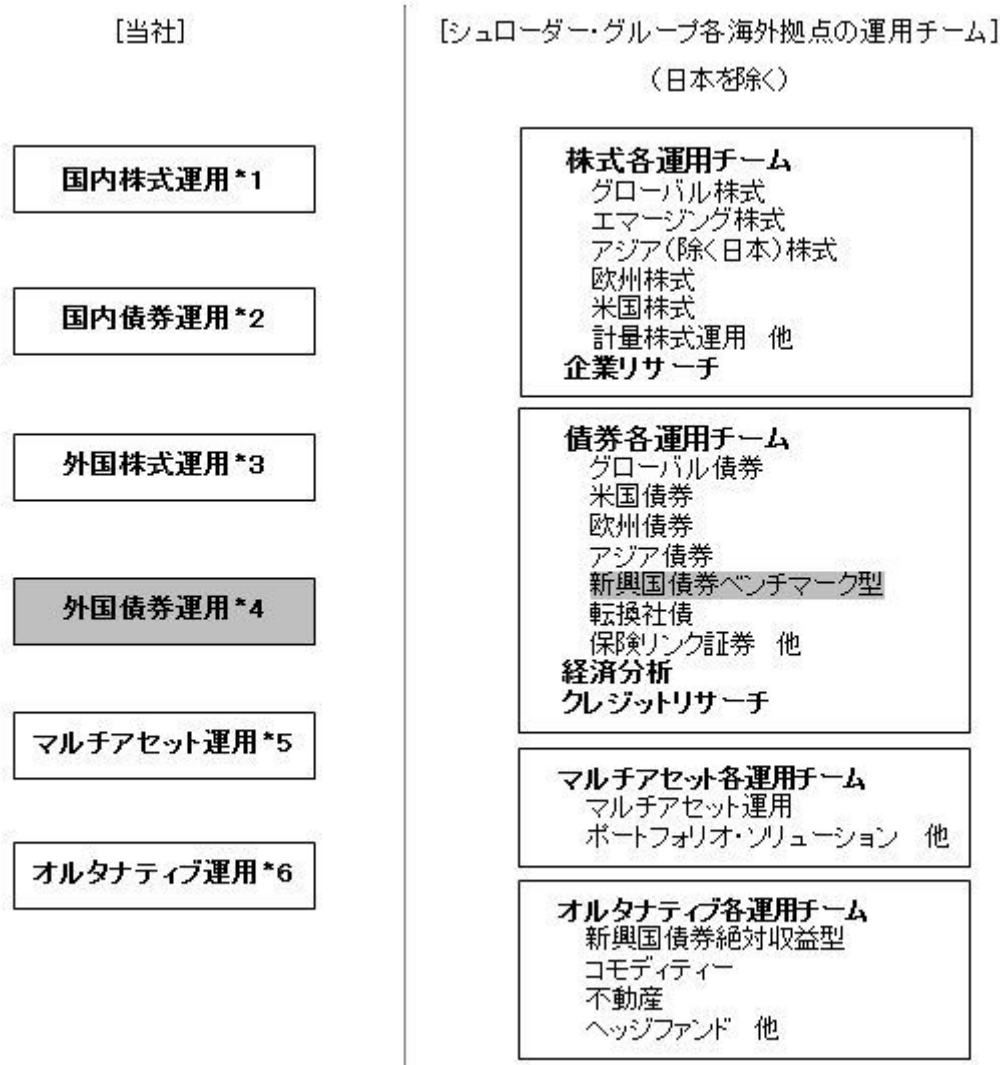 [当社]
国内株式運用*1
国内債券運用*2
外国株式運用*3
外国債券運用*4
マルチアセット運用*5
オルタナティブ運用*6
[シュローダー・グループ各海外拠点の運用チーム]
(日本を除く)
株式各運用チーム
グローバル株式
エマージング株式
アジア(除く日本)株式
欧州株式
米国株式
計量株式運用 他
企業リサーチ
債券各運用チーム
グローバル債券
米国債券
欧州債券
アジア債券
新興国債券ベンチマーク型
転換社債
保険リンク証券 他
経済分析
クレジットリサーチ
マルチアセット各運用チーム
マルチアセット運用
ポートフォリオ・ソリューション 他
オルタナティブ各運用チーム
新興国債券絶対収益型
コモディティー
不動産
ヘッジファンド 他